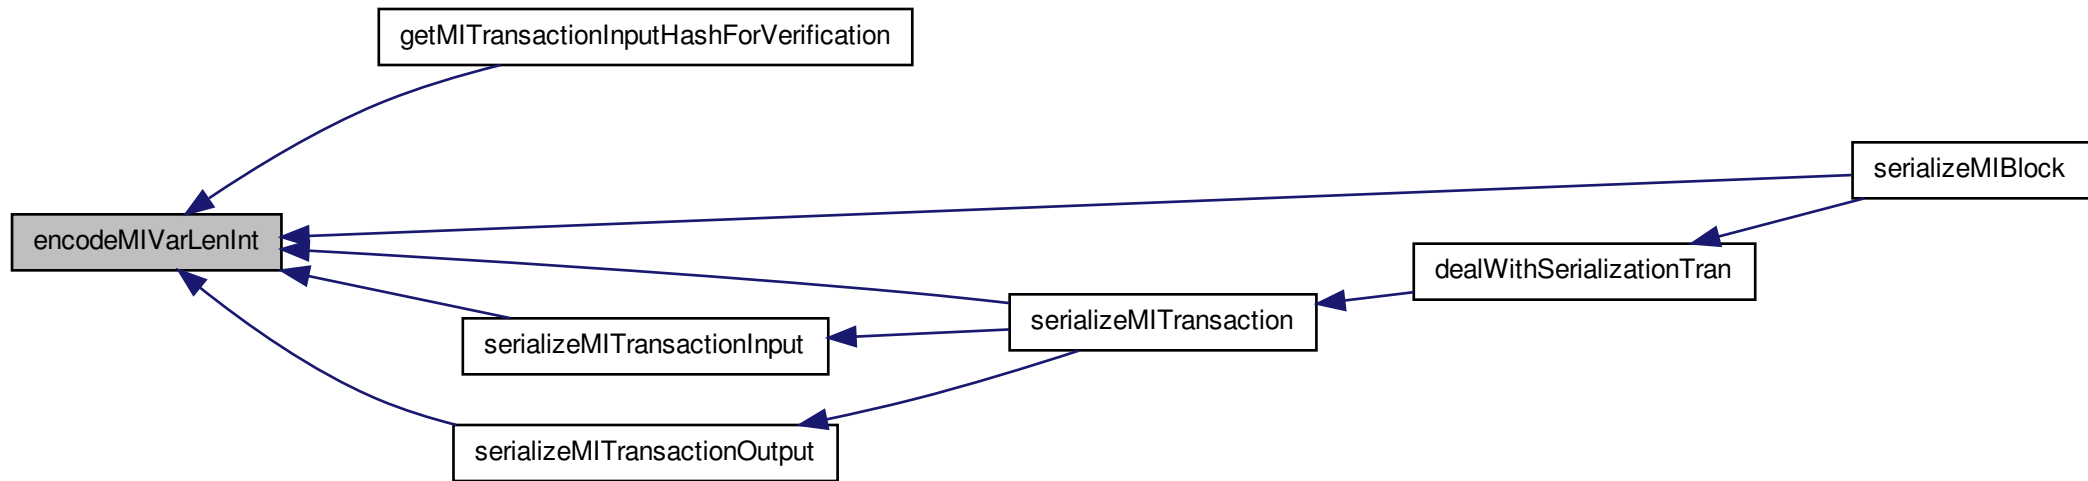 getMITransactionInputHashForVerification
serializeMIBlock
encodeMIVarLenInt
dealWithSerializationTran
serializeMITransaction
serializeMITransactionInput
serializeMITransactionOutput